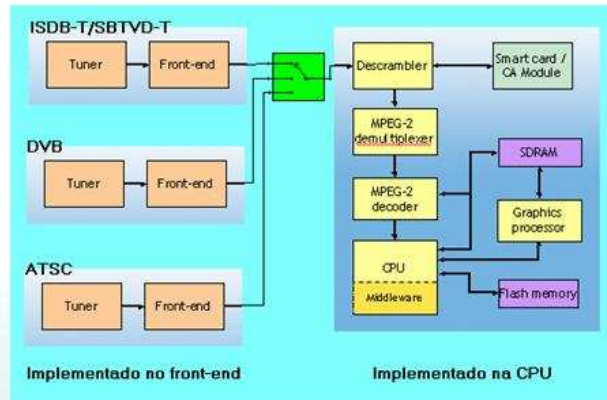 ISDB-T/SBTVD-T
Tuner
Front-end
DVB
Tuner
Front-end
ATSC
Tuner
Front-end
Implementado no front-end
Descrambler
Smart card /
CA Module
MPEG-2
demultiplexer
SDRAM
MPEG-2
decoder
Graphics
processor
CPU
Middleware
Flash memory
Implementado na CPU